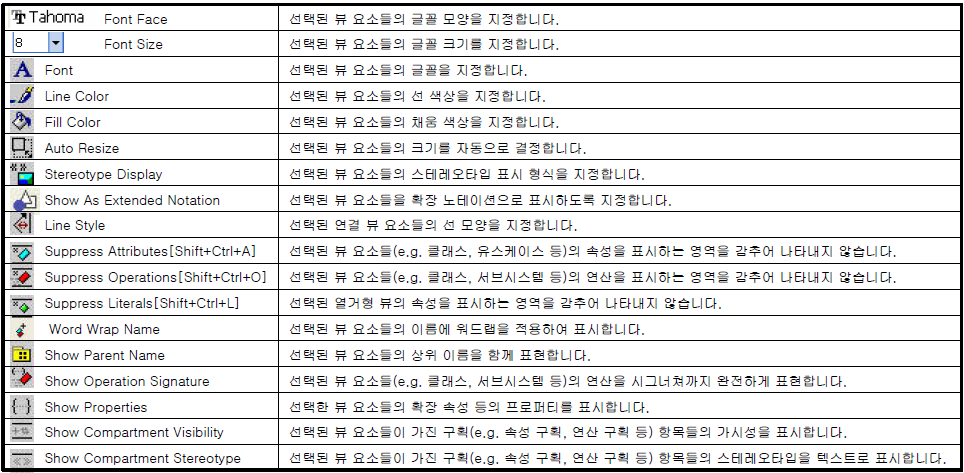 Tahoma Font Face 선택된 뷰 요소들의 글꼴 모양을 지정합니다.
8 Font Size 선택된 뷰 요소들의 글꼴 크기를 지정합니다.
Font 선택된 뷰 요소들의 글꼴을 지정합니다.
Line Color 선택된 뷰 요소들의 선 색상을 지정합니다.
Fill Color 선택된 뷰 요소들의 채움 색상을 지정합니다.
Auto Resize 선택된 뷰 요소들의 크기를 자동으로 결정합니다.
Stereotype Display 선택된 뷰 요소들의 스테레오타입 표시 형식을 지정합니다.
Show As Extended Notation 선택된 뷰 요소들을 확장 노테이션으로 표시하도록 지정합니다.
Line Style 선택된 연결 뷰 요소들의 선 모양을 지정합니다.
Suppress Attributes[Shift+Ctrl+A] 선택된 뷰 요소들(e.g. 클래스, 유스케이스 등)의 속성을 표시하는 영역을 감추어 나타내지 않습니다.
Suppress Operations[Shift+Ctrl+O] 선택된 뷰 요소들(e.g. 클래스, 서브시스템 등)의 연산을 표시하는 영역을 감추어 나타내지 않습니다.
Suppress Literals[Shift+Ctrl+L] 선택된 열거형 뷰의 속성을 표시하는 영역을 감추어 나타내지 않습니다.
Word Wrap Name 선택된 뷰 요소들의 이름에 워드랩을 적용하여 표시합니다.
Show Parent Name 선택된 뷰 요소들의 상위 이름을 함께 표현합니다.
Show Operation Signature 선택된 뷰 요소들(e.g. 클래스, 서브시스템 등)의 연산을 시그너쳐까지 완전하게 표현합니다.
Show Properties 선택한 뷰 요소들의 확장 속성 등의 프로퍼티를 표시합니다.
Show Compartment Visibility 선택된 뷰 요소들이 가진 구획(e.g. 속성 구획, 연산 구획 등) 항목들의 가시성을 표시합니다.
Show Compartment Stereotype 선택된 뷰 요소들이 가진 구획(e.g. 속성 구획, 연산 구획 등) 항목들의 스테레오타입을 텍스트로 표시합니다.